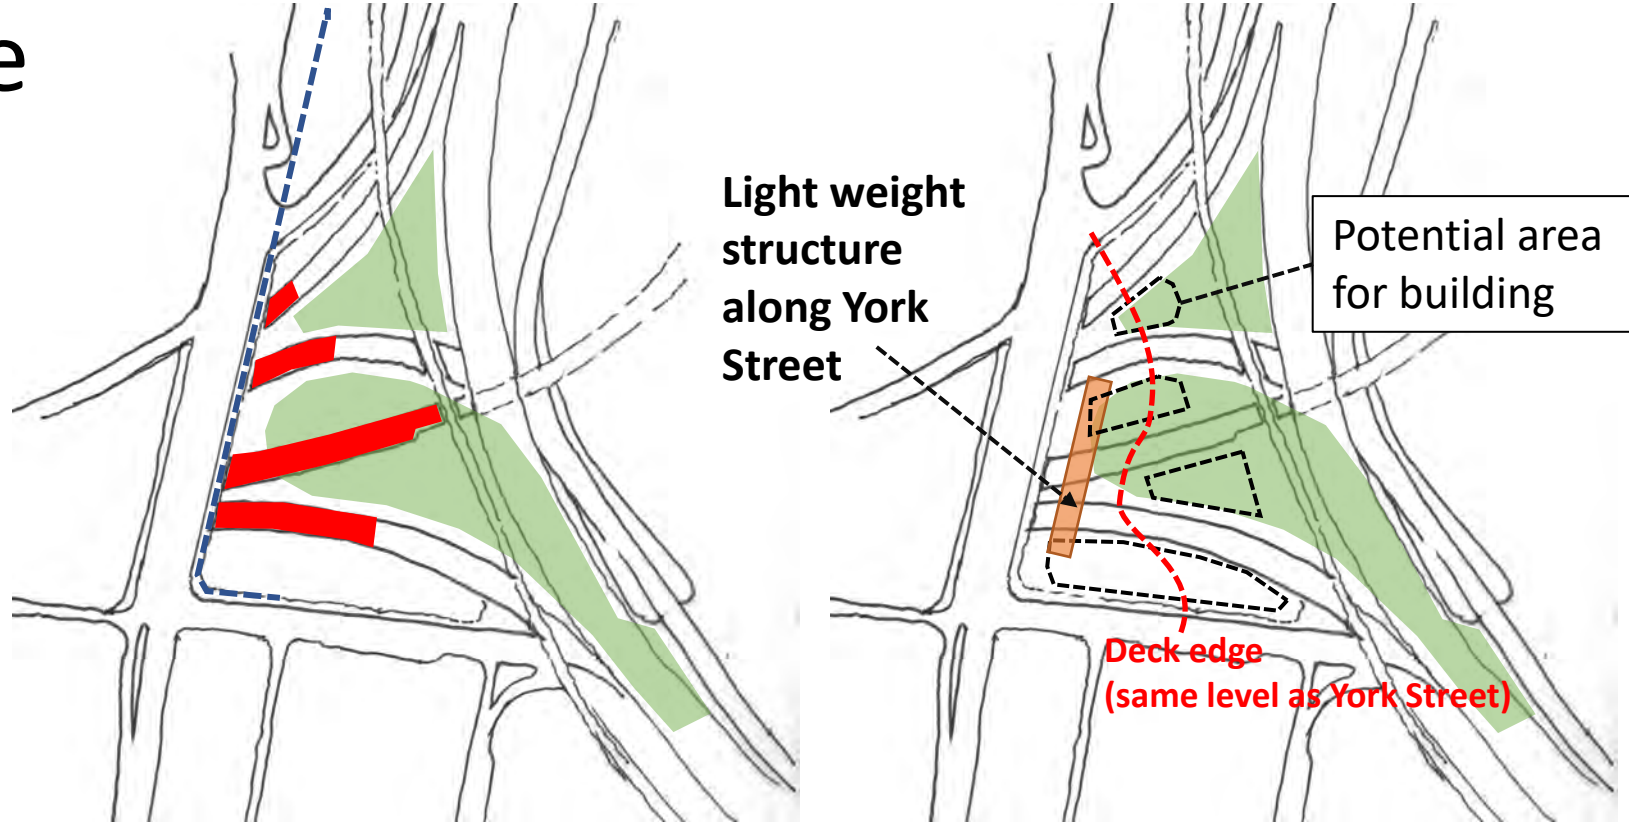 e
Light weight
structure
along York
Street
Potential area
for building
Deck edge
(same level as York Street)